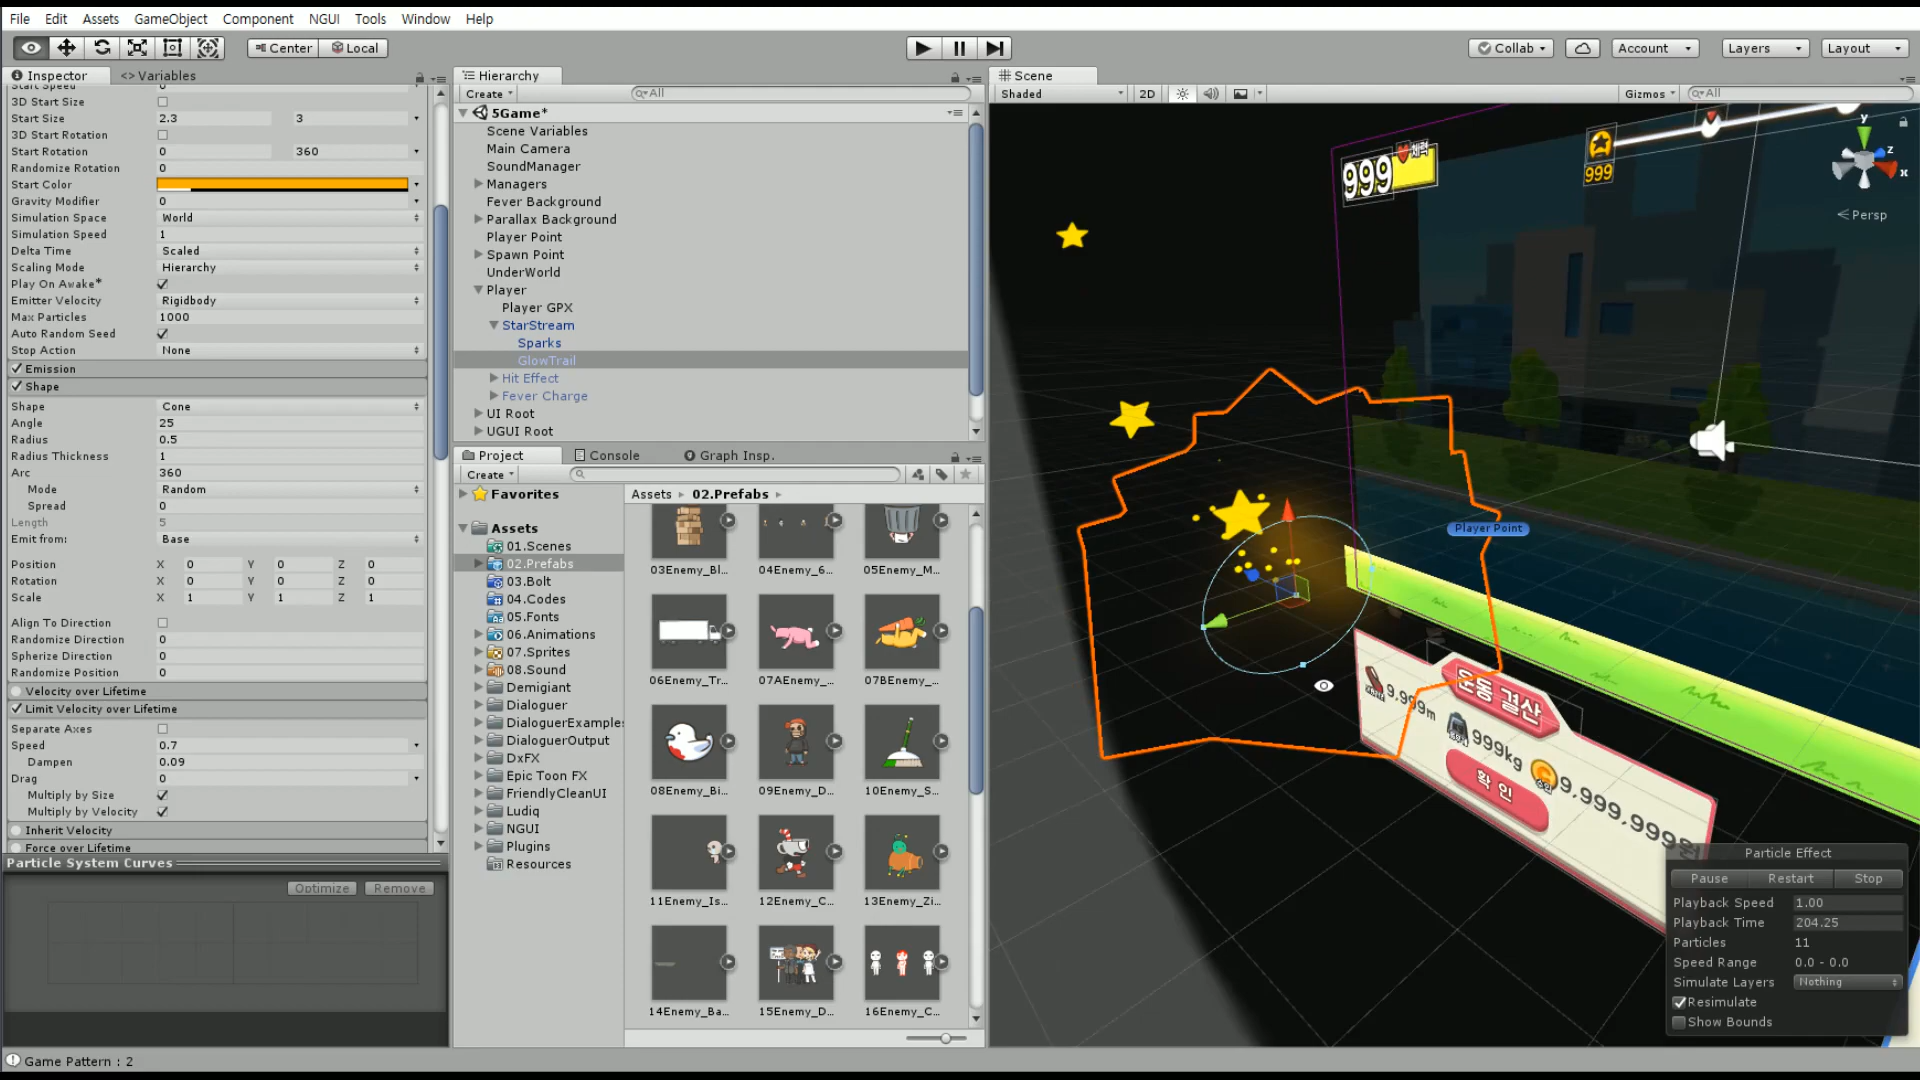 File Edit Assets GameObject Component NGUI Tools Window Help
Center Local
Collab Account Layers Layout
Inspector <> Variables
Start Speed 0
3D Start Size
Start Size 2.3 3
3D Start Rotation
Start Rotation 0 360
Randomize Rotation 0
Start Color
Gravity Modifier 0
Simulation Space World
Simulation Speed 1
Delta Time Scaled
Scaling Mode Hierarchy
Play On Awake*
Emitter Velocity Rigidbody
Max Particles 1000
Auto Random Seed
Stop Action None
Emission
Shape
Shape Cone
Angle 25
Radius 0.5
Radius Thickness 1
Arc 360
Mode Random
Spread 0
Length 5
Emit from: Base
Position X 0 Y 0 Z 0
Rotation X 0 Y 0 Z 0
Scale X 1 Y 1 Z 1
Align To Direction
Randomize Direction 0
Spherize Direction 0
Randomize Position 0
Velocity over Lifetime
Limit Velocity over Lifetime
Separate Axes
Speed 0.7
Dampen 0.09
Drag 0
Multiply by Size
Multiply by Velocity
Inherit Velocity
Force over Lifetime
Particle System Curves
Optimize Remove
Game Pattern : 2
Hierarchy
Create All
5Game*
Scene Variables
Main Camera
SoundManager
Managers
Fever Background
Parallax Background
Player Point
Spawn Point
UnderWorld
Player
Player GPX
StarStream
Sparks
GlowTrail
Hit Effect
Fever Charge
UI Root
UGUI Root
Project Console Graph Insp.
Create
Favorites
Assets
01.Scenes
02.Prefabs
03.Bolt
04.Codes
05.Fonts
06.Animations
07.Sprites
08.Sound
Demigiant
Dialoguer
DialoguerExamples
DialoguerOutput
DxFX
Epic Toon FX
FriendlyCleanUI
Ludiq
NGUI
Plugins
Resources
Assets 02.Prefabs
03Enemy_Bl... 04Enemy_6... 05Enemy_M...
06Enemy_Tr... 07AEnemy_... 07BEnemy_...
08Enemy_Bi... 09Enemy_D... 10Enemy_S...
11Enemy_Is... 12Enemy_C... 13Enemy_Zi...
14Enemy_Ba... 15Enemy_D... 16Enemy_C...
Scene
Shaded 2D Gizmos All
999 체력
999
y
z
x
Persp
Player Point
운동 결산
9,999m
999kg
9,999,999
확 인
Particle Effect
Pause Restart Stop
Playback Speed 1.00
Playback Time 204.25
Particles 11
Speed Range 0.0 - 0.0
Simulate Layers Nothing
Resimulate
Show Bounds